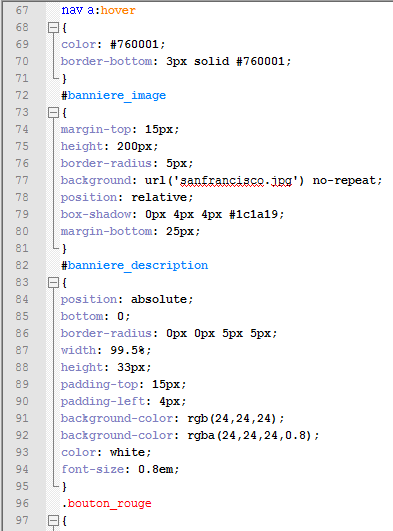 67 nav a:hover
68 {
69 color: #760001;
70 border-bottom: 3px solid #760001;
71 }
72 #banniere_image
73 {
74 margin-top: 15px;
75 height: 200px;
76 border-radius: 5px;
77 background: url('sanfrancisco.jpg') no-repeat;
78 position: relative;
79 box-shadow: 0px 4px 4px #1c1a19;
80 margin-bottom: 25px;
81 }
82 #banniere_description
83 {
84 position: absolute;
85 bottom: 0;
86 border-radius: 0px 0px 5px 5px;
87 width: 99.5%;
88 height: 33px;
89 padding-top: 15px;
90 padding-left: 4px;
91 background-color: rgb(24,24,24);
92 background-color: rgba(24,24,24,0.8);
93 color: white;
94 font-size: 0.8em;
95 }
96 .bouton_rouge
97 {